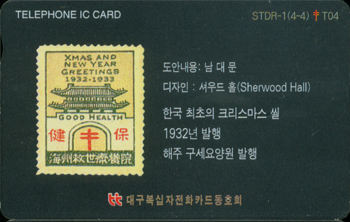 TELEPHONE IC CARD
STDR-1(4-4) T04
XMAS AND
NEW YEAR
GREETINGS
1932-1933
GOOD HEALTH
健 保
海州救世療養院
도안내용: 남 대 문
디자인 : 셔우드 홀(Sherwood Hall)
한국 최초의 크리스마스 씰
1932년 발행
해주 구세요양원 발행
대구복십자전화카드동호회